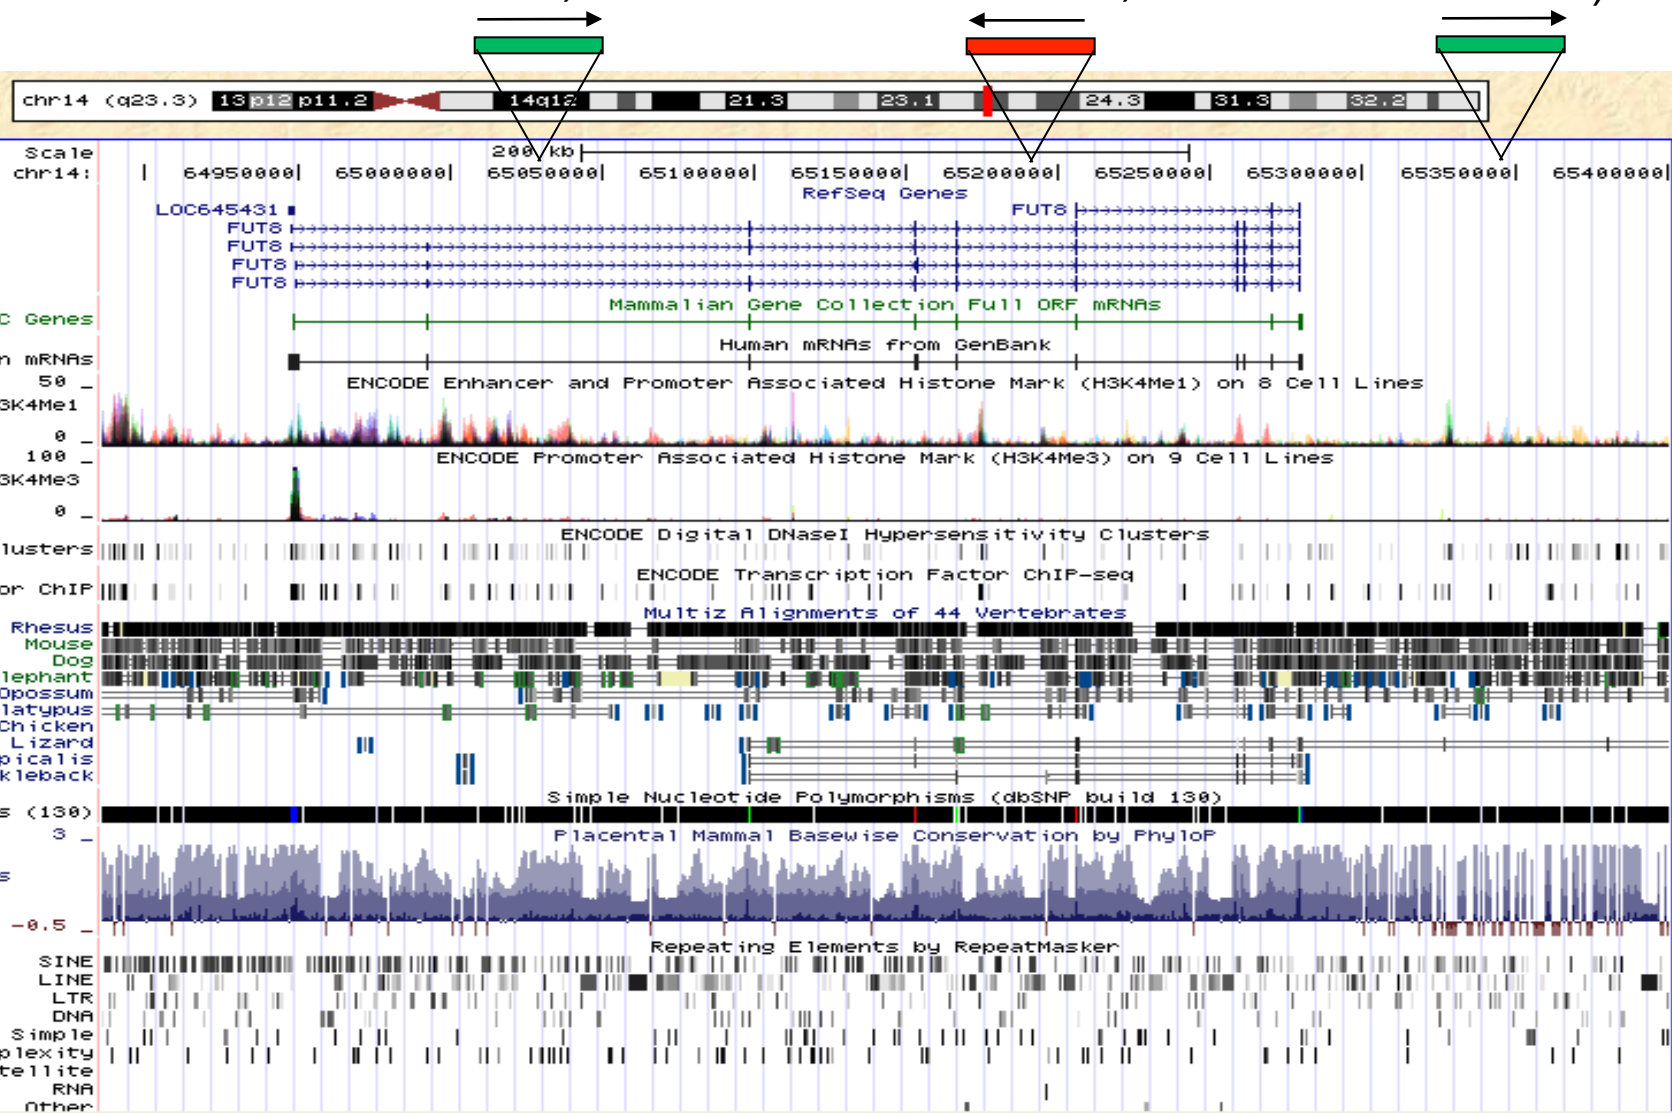 chr14 (q23.3) 13 p12 p11.2 14q12 21.3 23.1 24.3 31.3 32.2
Scale 200 kb
chr14: 64950000 65000000 65050000 65100000 65150000 65200000 65250000 65300000 65350000 65400000
RefSeq Genes
LOC645431 FUT8
FUT8
FUT8
FUT8
FUT8
Mammalian Gene Collection Full ORF mRNAs
C Genes
Human mRNAs from GenBank
n mRNAs
50 _ ENCODE Enhancer and Promoter Associated Histone Mark (H3K4Me1) on 8 Cell Lines
3K4Me1
0 _
100 _ ENCODE Promoter Associated Histone Mark (H3K4Me3) on 9 Cell Lines
3K4Me3
0 _
ENCODE Digital DNaseI Hypersensitivity Clusters
lusters
ENCODE Transcription Factor ChIP-seq
or ChIP
Multiz Alignments of 44 Vertebrates
Rhesus
Mouse
Dog
lephant
Opossum
latypus
Chicken
Lizard
picalis
kleback
Simple Nucleotide Polymorphisms (dbSNP build 130)
s (130)
3 _ Placental Mammal Basewise Conservation by PhyloP
s
-0.5 _
Repeating Elements by RepeatMasker
SINE
LINE
LTR
DNA
Simple
plexity
tellite
RNA
Other